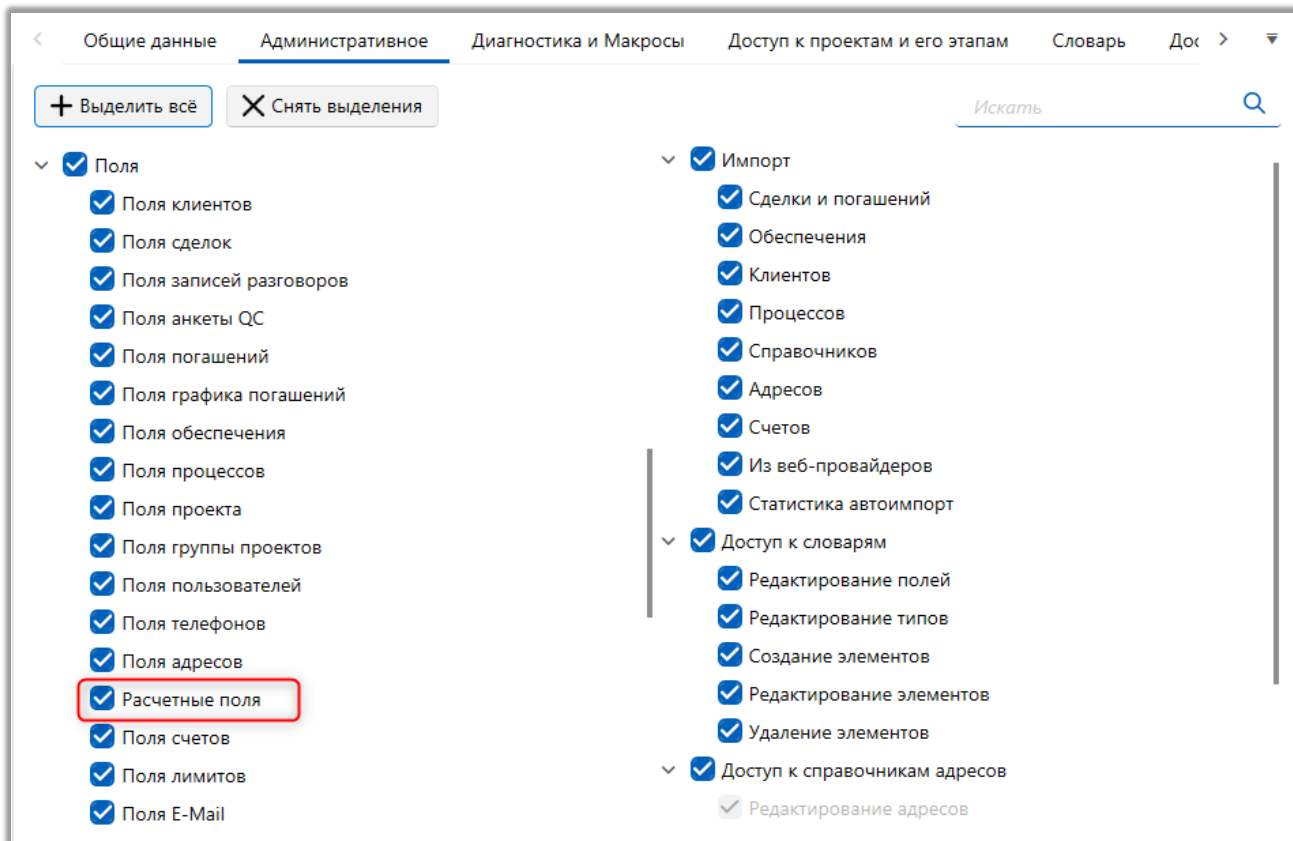 Общие данные Административное Диагностика и Макросы Доступ к проектам и его этапам Словарь Дос
Выделить всё Снять выделения Искать
Поля
Поля клиентов
Поля сделок
Поля записей разговоров
Поля анкеты QC
Поля погашений
Поля графика погашений
Поля обеспечения
Поля процессов
Поля проекта
Поля группы проектов
Поля пользователей
Поля телефонов
Поля адресов
Расчетные поля
Поля счетов
Поля лимитов
Поля E-Mail
Импорт
Сделки и погашений
Обеспечения
Клиентов
Процессов
Справочников
Адресов
Счетов
Из веб-провайдеров
Статистика автоимпорт
Доступ к словарям
Редактирование полей
Редактирование типов
Создание элементов
Редактирование элементов
Удаление элементов
Доступ к справочникам адресов
Редактирование адресов